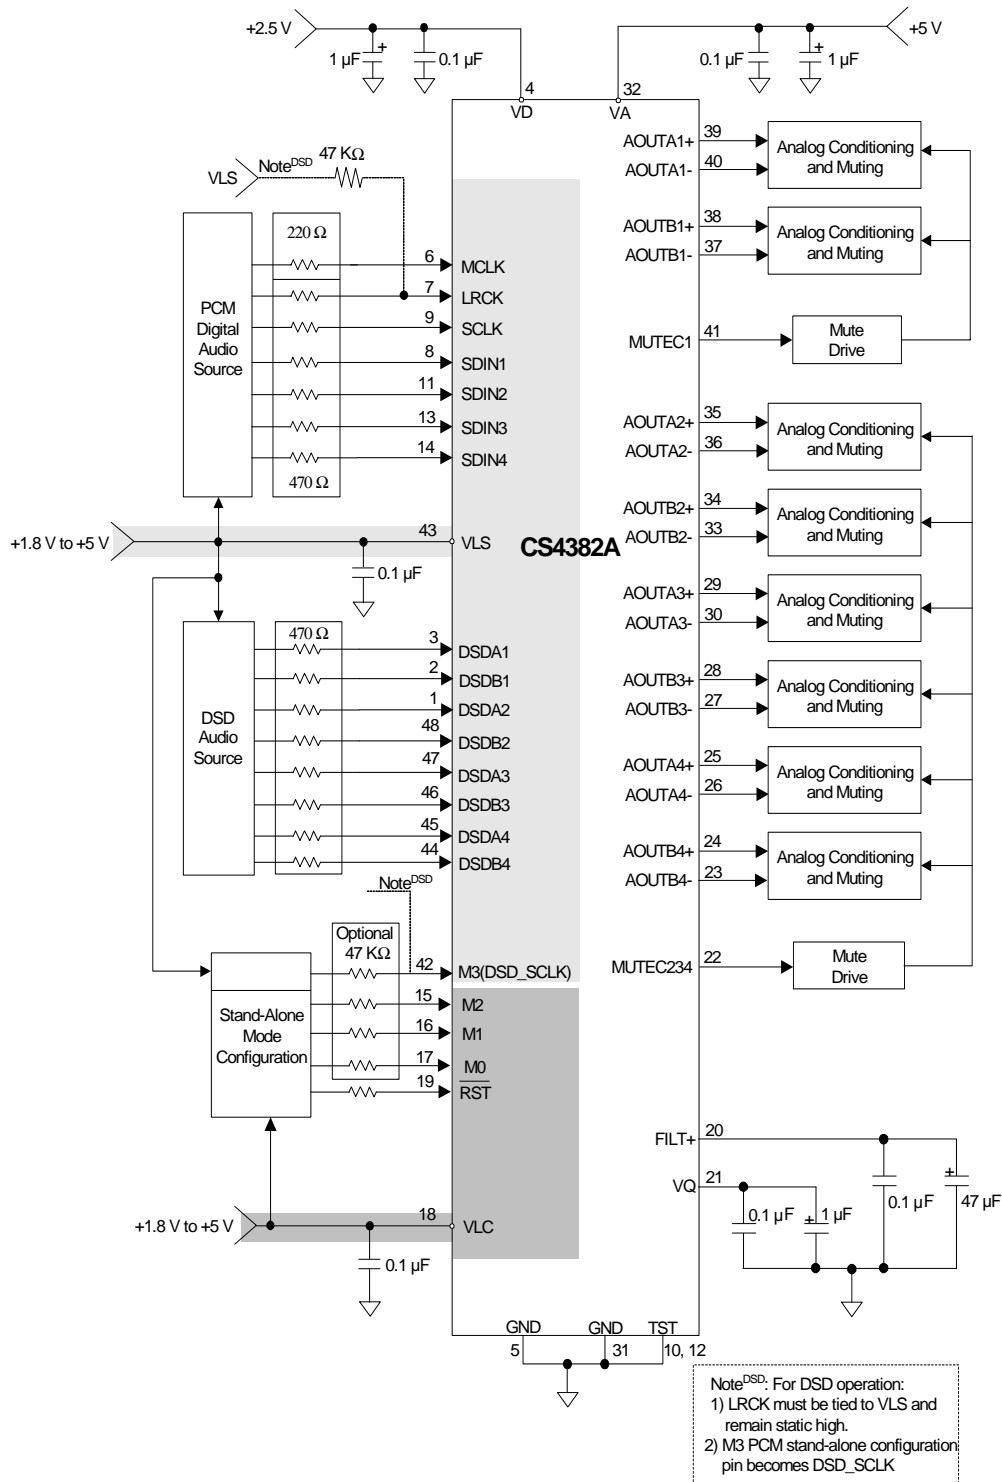 +2.5 V
1 µF
+
0.1 µF
+5 V
0.1 µF
+
1 µF
4
VD
32
VA
VLS
Note^DSD
47 KΩ
220 Ω
PCM
Digital
Audio
Source
6
MCLK
7
LRCK
9
SCLK
8
SDIN1
11
SDIN2
13
SDIN3
14
SDIN4
470 Ω
+1.8 V to +5 V
43
VLS
0.1 µF
CS4382A
470 Ω
DSD
Audio
Source
3
DSDA1
2
DSDB1
1
DSDA2
48
DSDB2
47
DSDA3
46
DSDB3
45
DSDA4
44
DSDB4
Note^DSD
Optional
47 KΩ
Stand-Alone
Mode
Configuration
42
M3(DSD_SCLK)
15
M2
16
M1
17
M0
19
RST
+1.8 V to +5 V
18
VLC
0.1 µF
AOUTA1+
39
AOUTA1-
40
Analog Conditioning
and Muting
AOUTB1+
38
AOUTB1-
37
Analog Conditioning
and Muting
MUTEC1
41
Mute
Drive
AOUTA2+
35
AOUTA2-
36
Analog Conditioning
and Muting
AOUTB2+
34
AOUTB2-
33
Analog Conditioning
and Muting
AOUTA3+
29
AOUTA3-
30
Analog Conditioning
and Muting
AOUTB3+
28
AOUTB3-
27
Analog Conditioning
and Muting
AOUTA4+
25
AOUTA4-
26
Analog Conditioning
and Muting
AOUTB4+
24
AOUTB4-
23
Analog Conditioning
and Muting
MUTEC234
22
Mute
Drive
FILT+
20
VQ
21
0.1 µF
+
1 µF
0.1 µF
+
47 µF
GND
5
GND
31
TST
10, 12
Note^DSD: For DSD operation:
1) LRCK must be tied to VLS and
remain static high.
2) M3 PCM stand-alone configuration
pin becomes DSD_SCLK